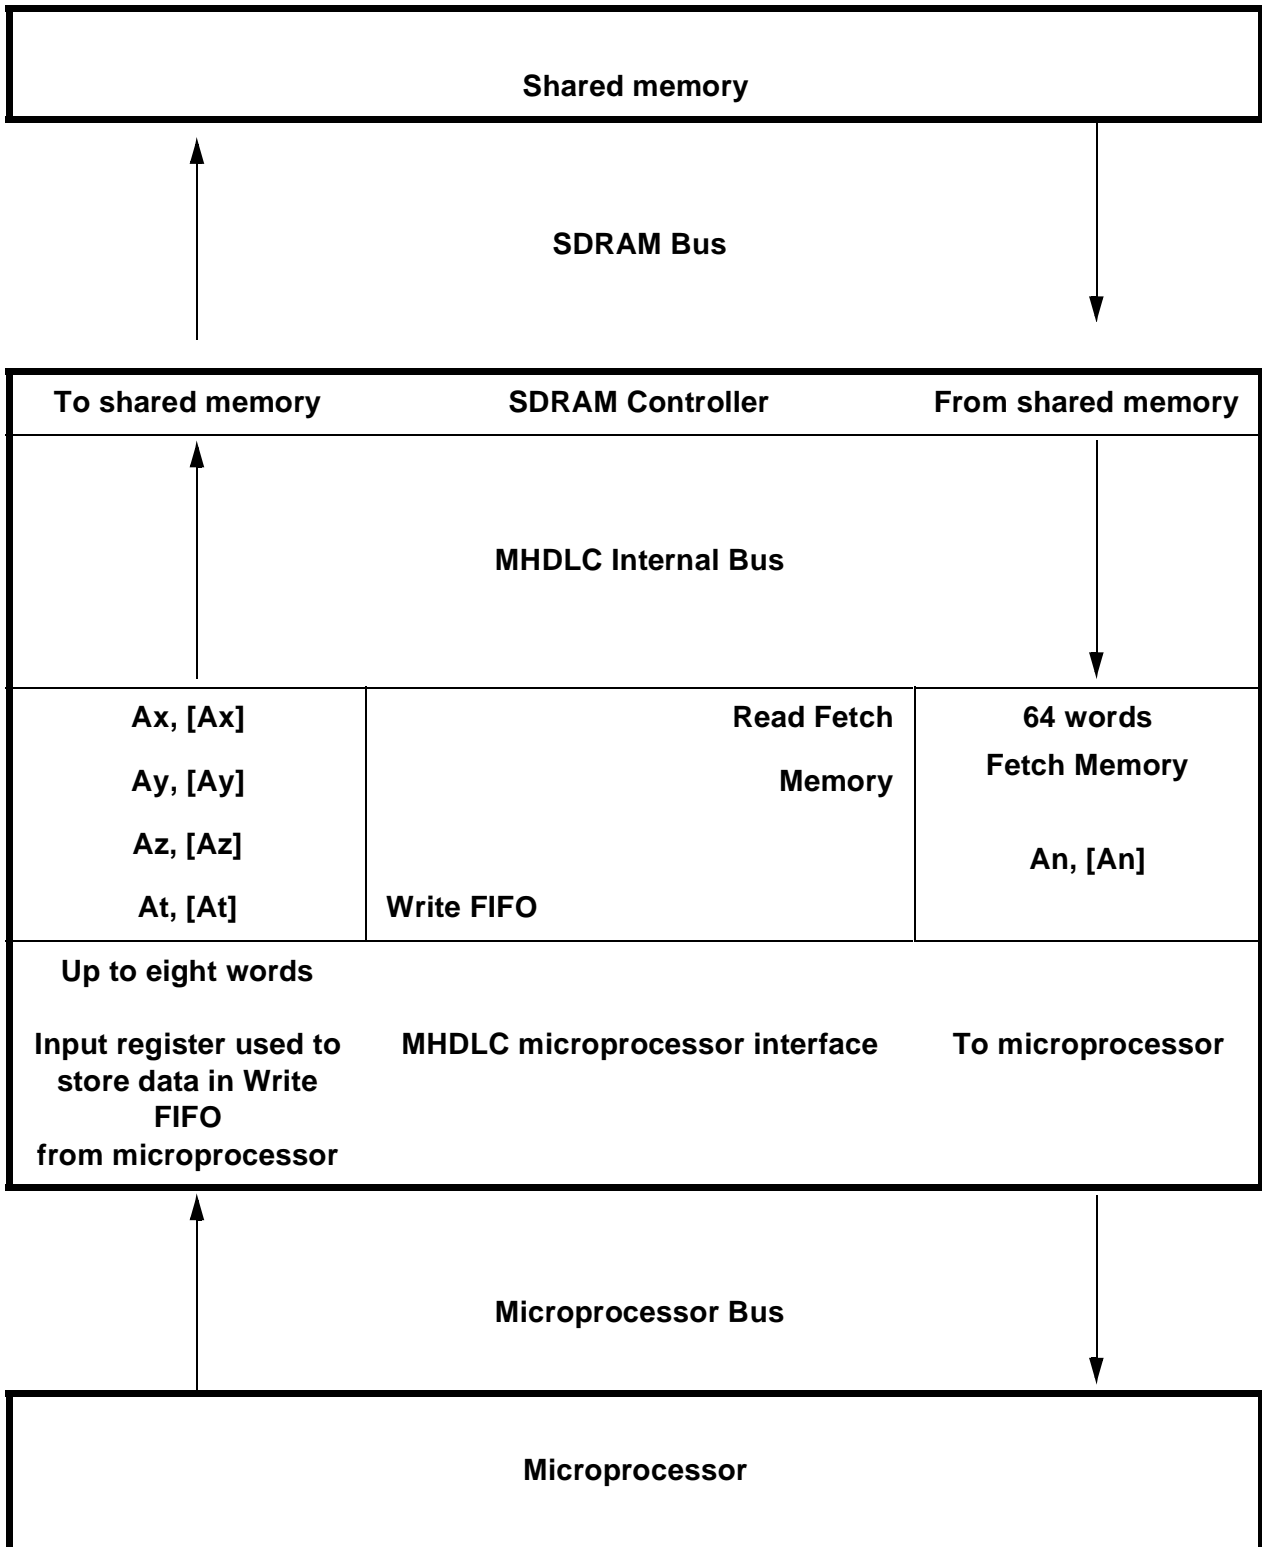 Shared memory
SDRAM Bus
To shared memory
SDRAM Controller
From shared memory
MHDLC Internal Bus
Ax, [Ax]
Ay, [Ay]
Az, [Az]
At, [At]
Read Fetch
Memory
Write FIFO
64 words
Fetch Memory
An, [An]
Up to eight words
Input register used to
store data in Write
FIFO
from microprocessor
MHDLC microprocessor interface
To microprocessor
Microprocessor Bus
Microprocessor